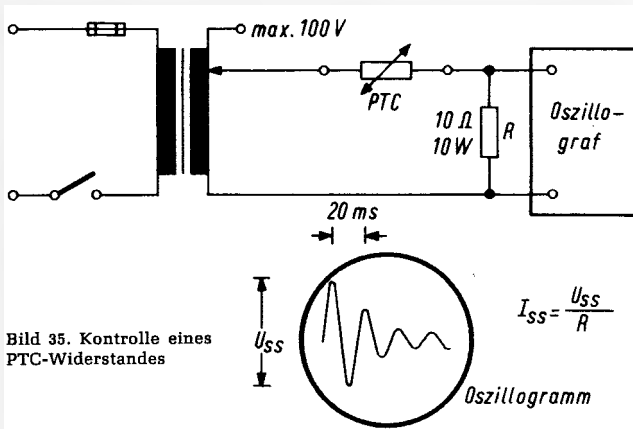 max. 100 V
PTC
10 Ω
10 W
R
Oszillo-
graf
20 ms
Uss
Iss = Uss
R
Bild 35. Kontrolle eines
PTC-Widerstandes
Oszillogramm